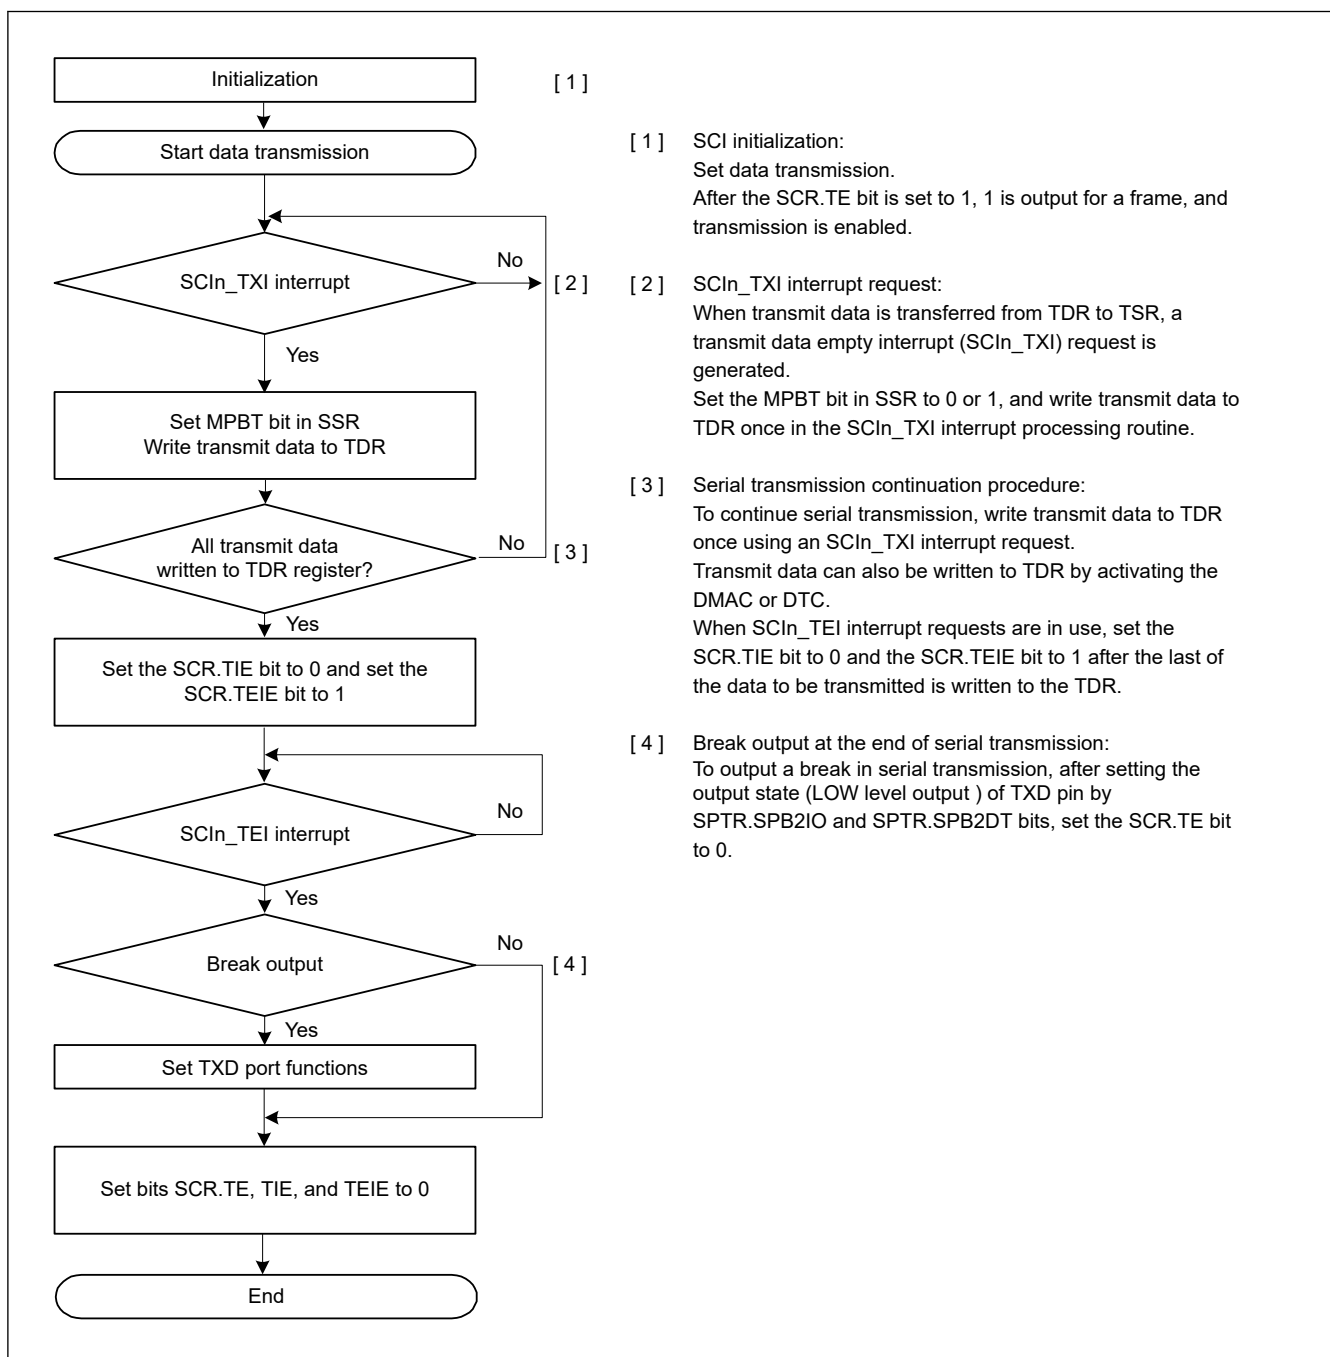 Initialization
[ 1 ]
Start data transmission
SCIn_TXI interrupt
No
[ 2 ]
Yes
Set MPBT bit in SSR
Write transmit data to TDR
All transmit data
written to TDR register?
No
[ 3 ]
Yes
Set the SCR.TIE bit to 0 and set the
SCR.TEIE bit to 1
SCIn_TEI interrupt
No
Yes
Break output
No
[ 4 ]
Yes
Set TXD port functions
Set bits SCR.TE, TIE, and TEIE to 0
End
[ 1 ] SCI initialization:
Set data transmission.
After the SCR.TE bit is set to 1, 1 is output for a frame, and
transmission is enabled.
[ 2 ] SCIn_TXI interrupt request:
When transmit data is transferred from TDR to TSR, a
transmit data empty interrupt (SCIn_TXI) request is
generated.
Set the MPBT bit in SSR to 0 or 1, and write transmit data to
TDR once in the SCIn_TXI interrupt processing routine.
[ 3 ] Serial transmission continuation procedure:
To continue serial transmission, write transmit data to TDR
once using an SCIn_TXI interrupt request.
Transmit data can also be written to TDR by activating the
DMAC or DTC.
When SCIn_TEI interrupt requests are in use, set the
SCR.TIE bit to 0 and the SCR.TEIE bit to 1 after the last of
the data to be transmitted is written to the TDR.
[ 4 ] Break output at the end of serial transmission:
To output a break in serial transmission, after setting the
output state (LOW level output ) of TXD pin by
SPTR.SPB2IO and SPTR.SPB2DT bits, set the SCR.TE bit
to 0.